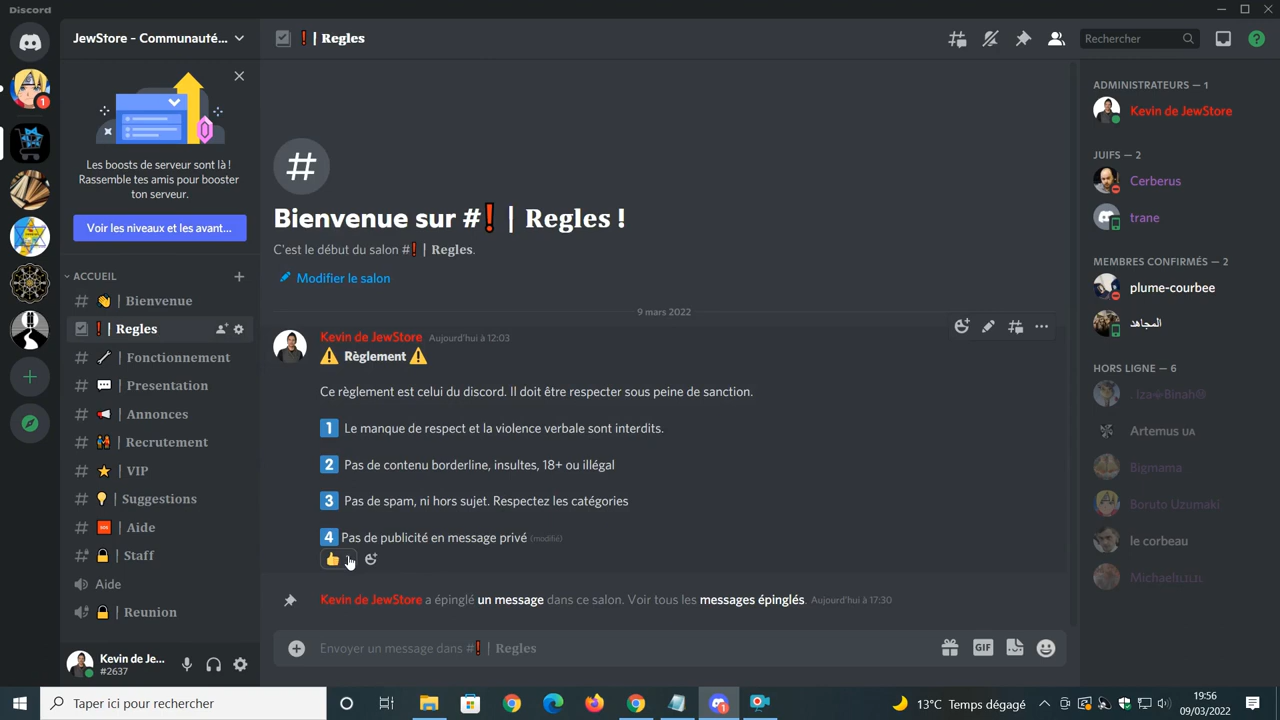 Discord
JewStore - Communauté...
❗ | Regles
Rechercher
1
Les boosts de serveur sont là !
Rassemble tes amis pour booster
ton serveur.
Voir les niveaux et les avant...
ACCUEIL
👋 | Bienvenue
❗ | Regles
🔧 | Fonctionnement
💬 | Presentation
📢 | Annonces
👥 | Recrutement
⭐ | VIP
💡 | Suggestions
🆘 | Aide
🔒 | Staff
Aide
🔒 | Reunion
Kevin de Je...
#2637
Bienvenue sur #❗ | Regles !
C'est le début du salon #❗ | Regles.
Modifier le salon
9 mars 2022
Kevin de JewStore Aujourd'hui à 12:03
⚠️ Règlement ⚠️
Ce règlement est celui du discord. Il doit être respecter sous peine de sanction.
1 Le manque de respect et la violence verbale sont interdits.
2 Pas de contenu borderline, insultes, 18+ ou illégal
3 Pas de spam, ni hors sujet. Respectez les catégories
4 Pas de publicité en message privé (modifié)
Kevin de JewStore a épinglé un message dans ce salon. Voir tous les messages épinglés. Aujourd'hui à 17:30
Envoyer un message dans #❗ | Regles
GIF
ADMINISTRATEURS — 1
Kevin de JewStore
JUIFS — 2
Cerberus
trane
MEMBRES CONFIRMÉS — 2
plume-courbee
المجاهد
HORS LIGNE — 6
Artemus UA
Bigmama
Boruto Uzumaki
le corbeau
Taper ici pour rechercher
1
13°C Temps dégagé
19:56
09/03/2022